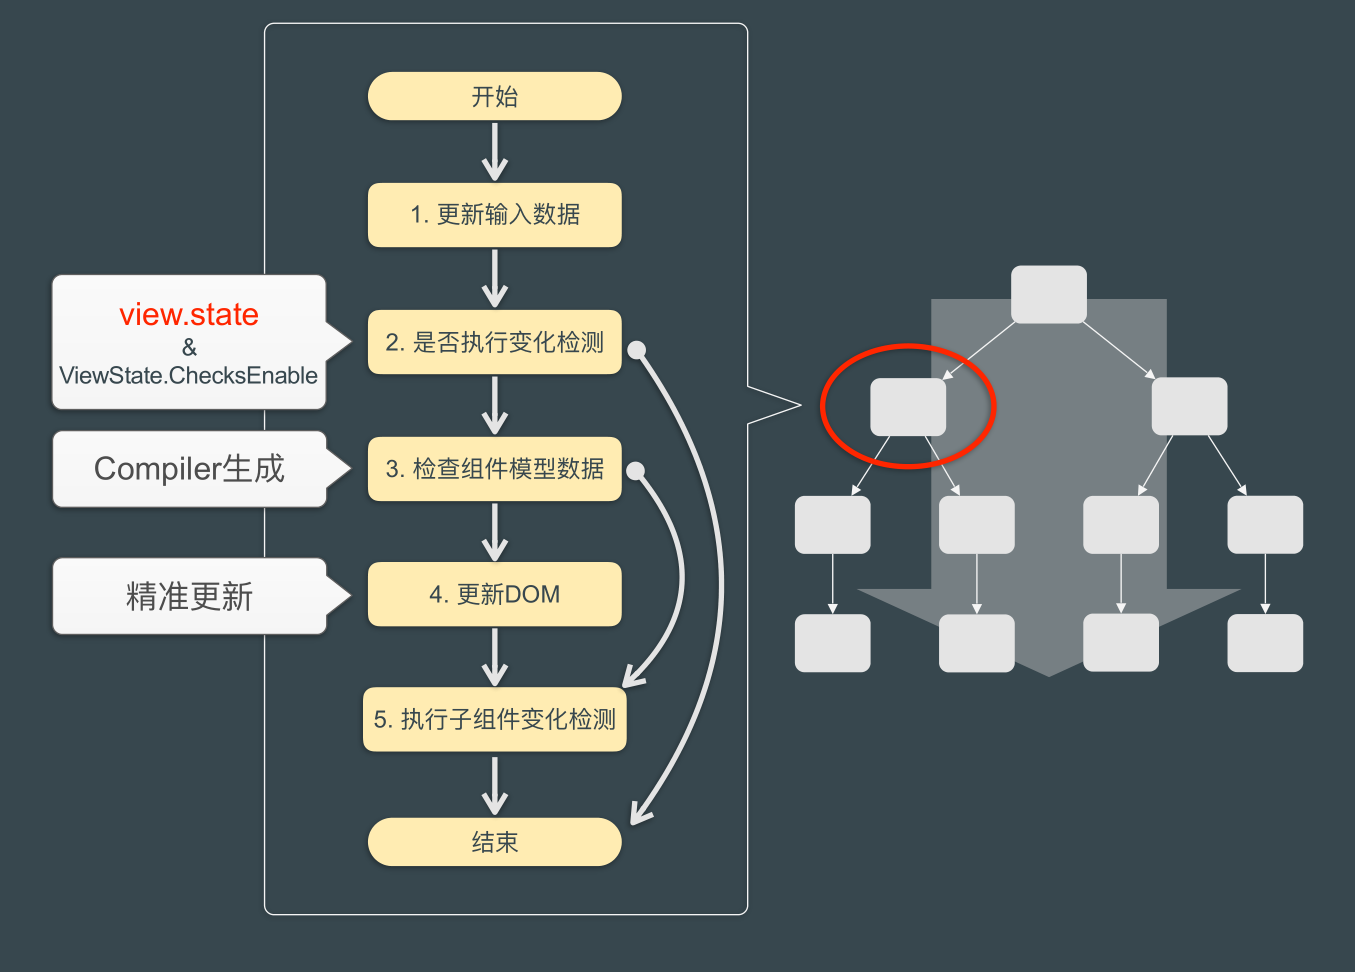 开始
1. 更新输入数据
view.state
&
ViewState.ChecksEnable
2. 是否执行变化检测
Compiler生成
3. 检查组件模型数据
精准更新
4. 更新DOM
5. 执行子组件变化检测
结束